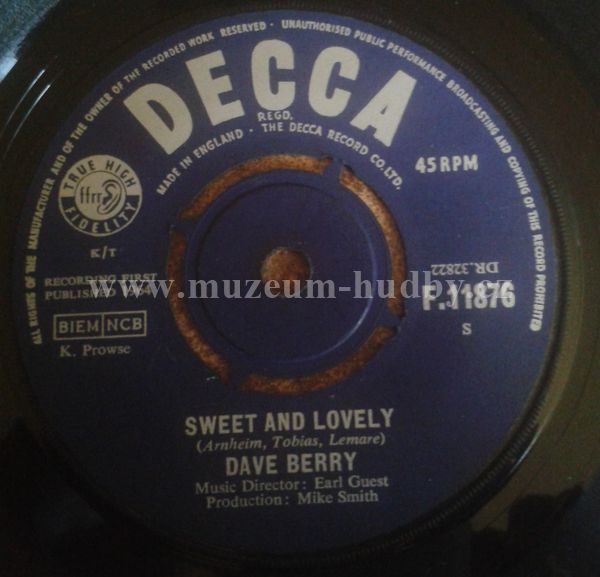 ALL RIGHTS OF THE MANUFACTURER AND OF THE OWNER OF THE RECORDED WORK RESERVED · UNAUTHORISED PUBLIC PERFORMANCE BROADCASTING AND COPYING OF THIS RECORD PROHIBITED
DECCA
REGD.
MADE IN ENGLAND · THE DECCA RECORD CO. LTD.
TRUE HIGH
ffrr
FIDELITY
45 RPM
K/T
DR.32822
RECORDING FIRST
PUBLISHED 1964
www.muzeum-hudby.cz
F.11876
BIEM NCB
S
K. Prowse
SWEET AND LOVELY
(Arnheim, Tobias, Lemare)
DAVE BERRY
Music Director: Earl Guest
Production: Mike Smith